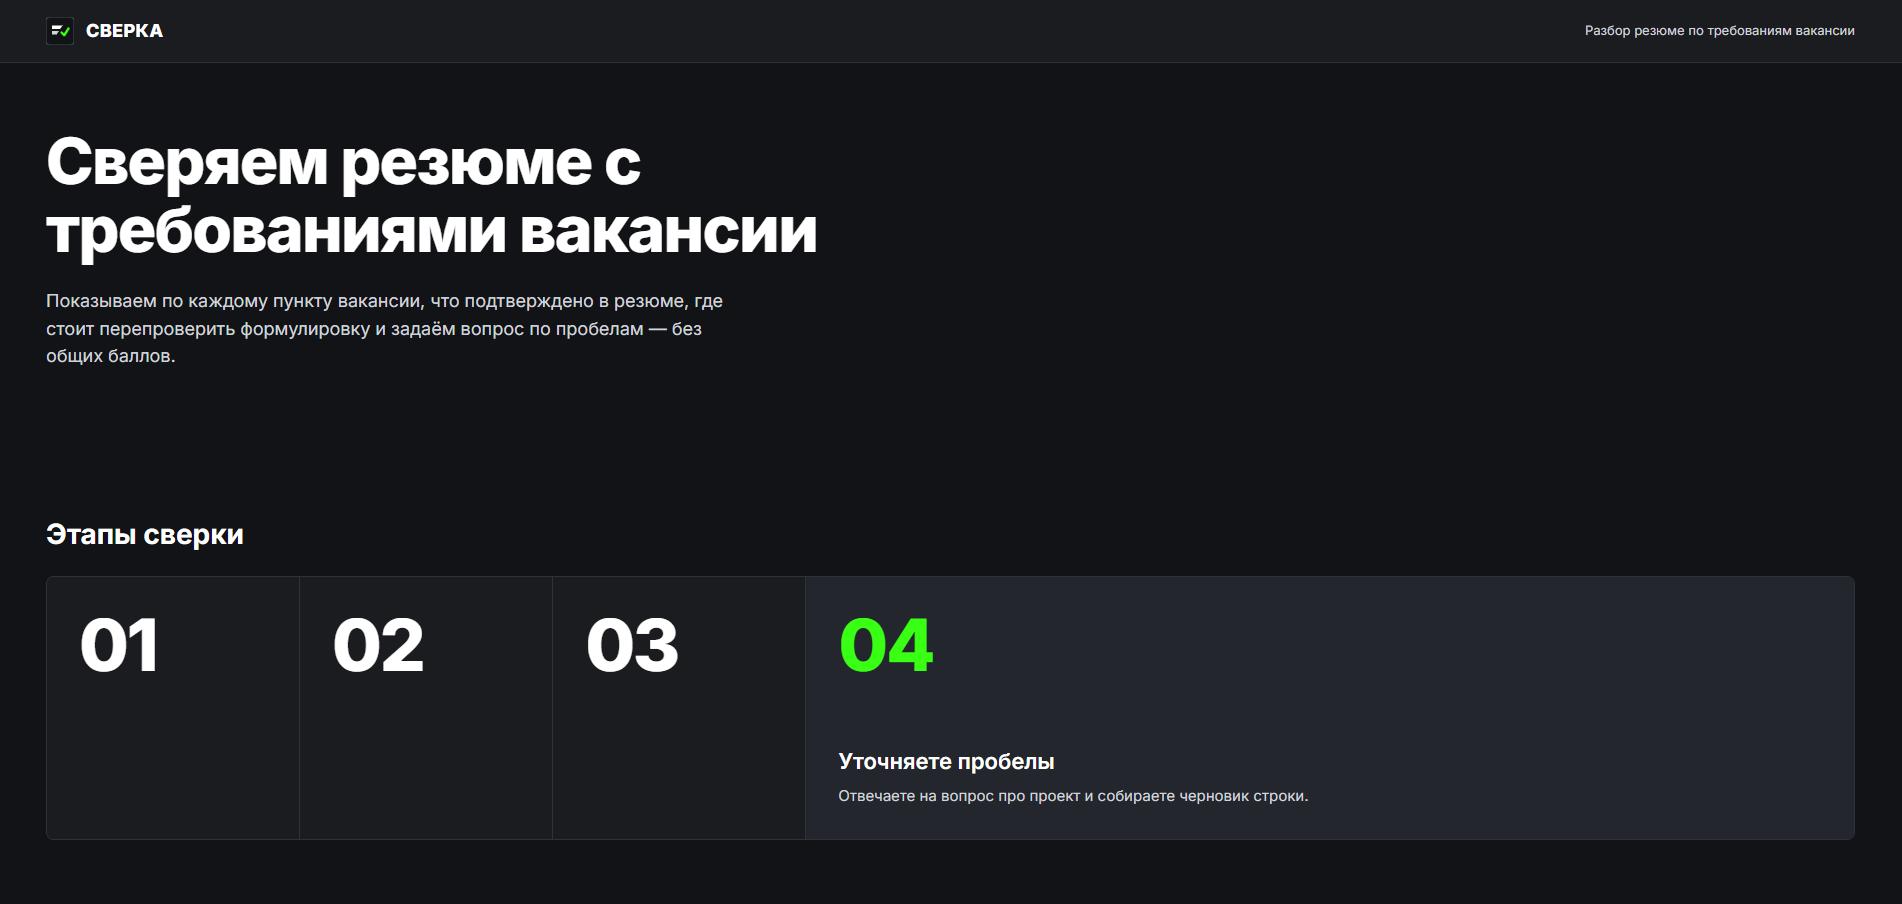 СВЕРКА
Разбор резюме по требованиям вакансии
Сверяем резюме с
требованиями вакансии
Показываем по каждому пункту вакансии, что подтверждено в резюме, где
стоит перепроверить формулировку и задаём вопрос по пробелам — без
общих баллов.
Этапы сверки
01
02
03
04
Уточняете пробелы
Отвечаете на вопрос про проект и собираете черновик строки.